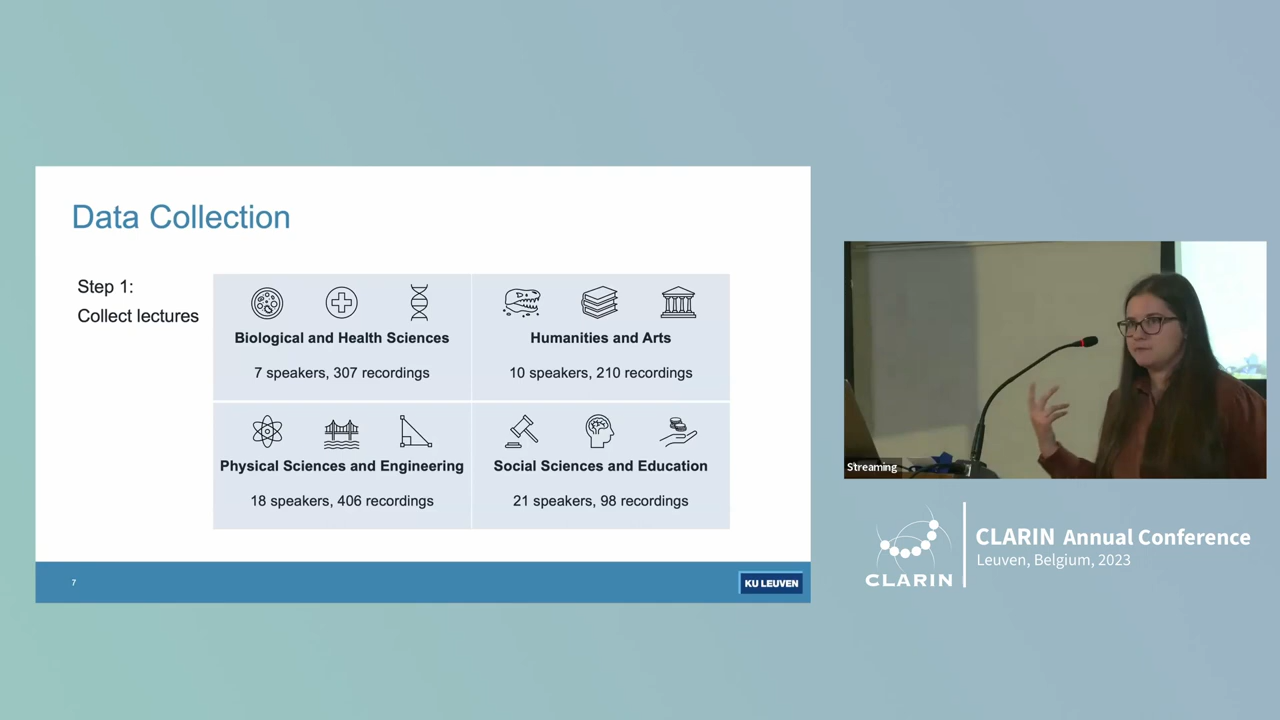 Data Collection
Step 1:
Collect lectures
Biological and Health Sciences
7 speakers, 307 recordings
Humanities and Arts
10 speakers, 210 recordings
Physical Sciences and Engineering
18 speakers, 406 recordings
Social Sciences and Education
21 speakers, 98 recordings
7
KU LEUVEN
Streaming
CLARIN
CLARIN Annual Conference
Leuven, Belgium, 2023